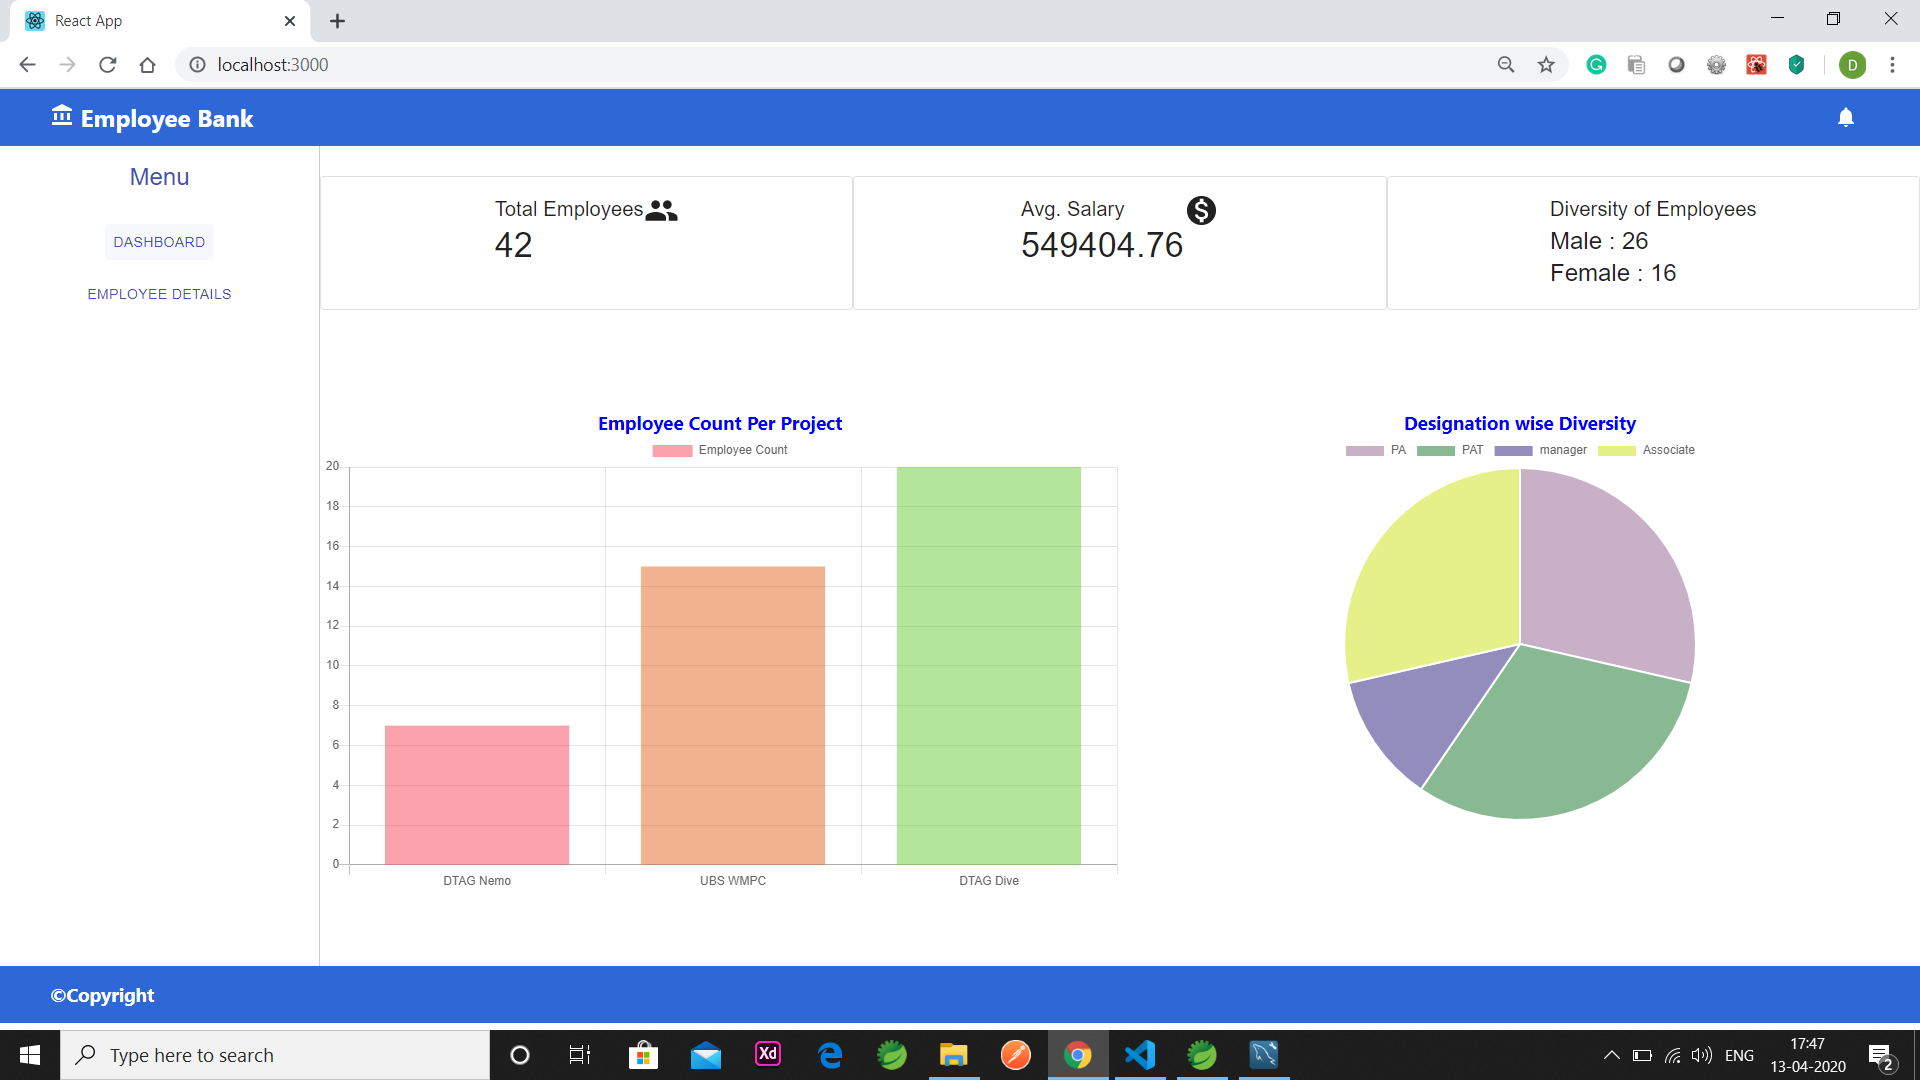 React App
localhost:3000
D
Employee Bank
Menu
DASHBOARD
EMPLOYEE DETAILS
Total Employees
42
Avg. Salary
549404.76
Diversity of Employees
Male : 26
Female : 16
Employee Count Per Project
Employee Count
20
18
16
14
12
10
8
6
4
2
0
DTAG Nemo
UBS WMPC
DTAG Dive
Designation wise Diversity
PA
PAT
manager
Associate
©Copyright
Type here to search
Xd
ENG
17:47
13-04-2020
2